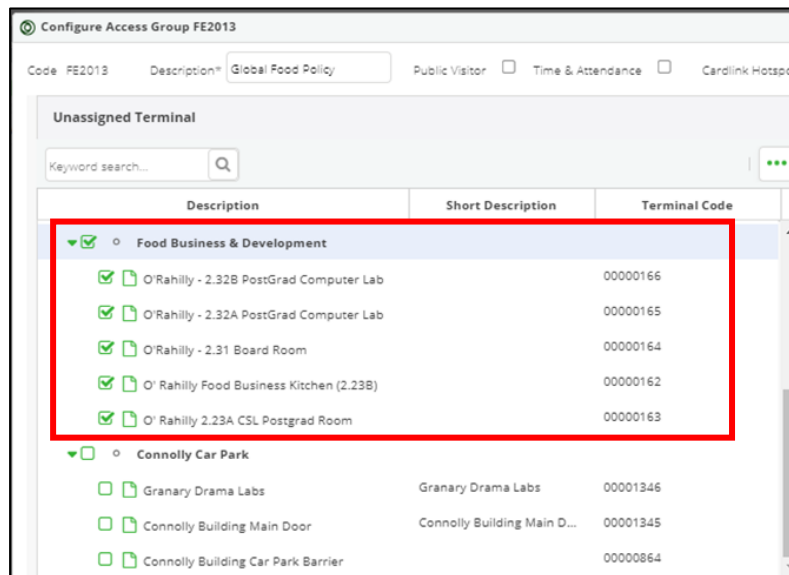 Configure Access Group FE2013
Code FE2013 Description* Global Food Policy Public Visitor Time & Attendance Cardlink Hotspo
Unassigned Terminal
Keyword search...
Description Short Description Terminal Code
Food Business & Development
O'Rahilly - 2.32B PostGrad Computer Lab 00000166
O'Rahilly - 2.32A PostGrad Computer Lab 00000165
O'Rahilly - 2.31 Board Room 00000164
O' Rahilly Food Business Kitchen (2.23B) 00000162
O' Rahilly 2.23A CSL Postgrad Room 00000163
Connolly Car Park
Granary Drama Labs Granary Drama Labs 00001346
Connolly Building Main Door Connolly Building Main D... 00001345
Connolly Building Car Park Barrier 00000864